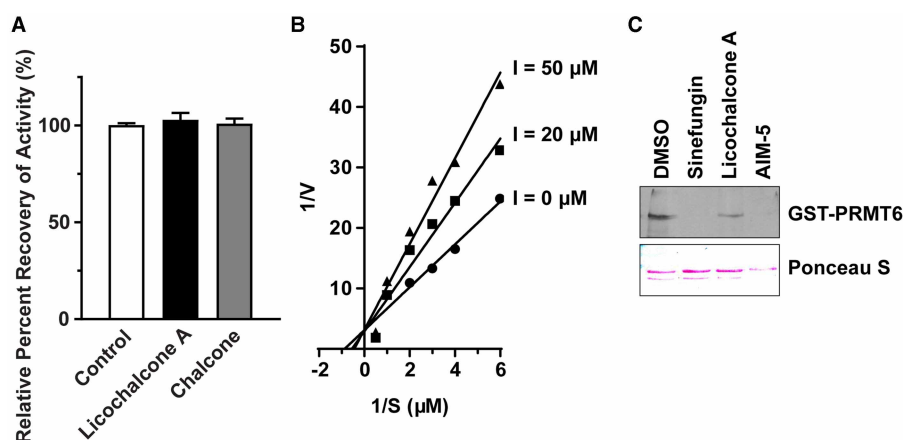 A
Relative Percent Recovery of Activity (%)
100
50
0
Control
Licochalcone A
Chalcone
B
1/V
50
40
30
20
10
-2 0 2 4 6
1/S (µM)
I = 50 µM
I = 20 µM
I = 0 µM
C
DMSO
Sinefungin
Licochalcone A
AIM-5
GST-PRMT6
Ponceau S